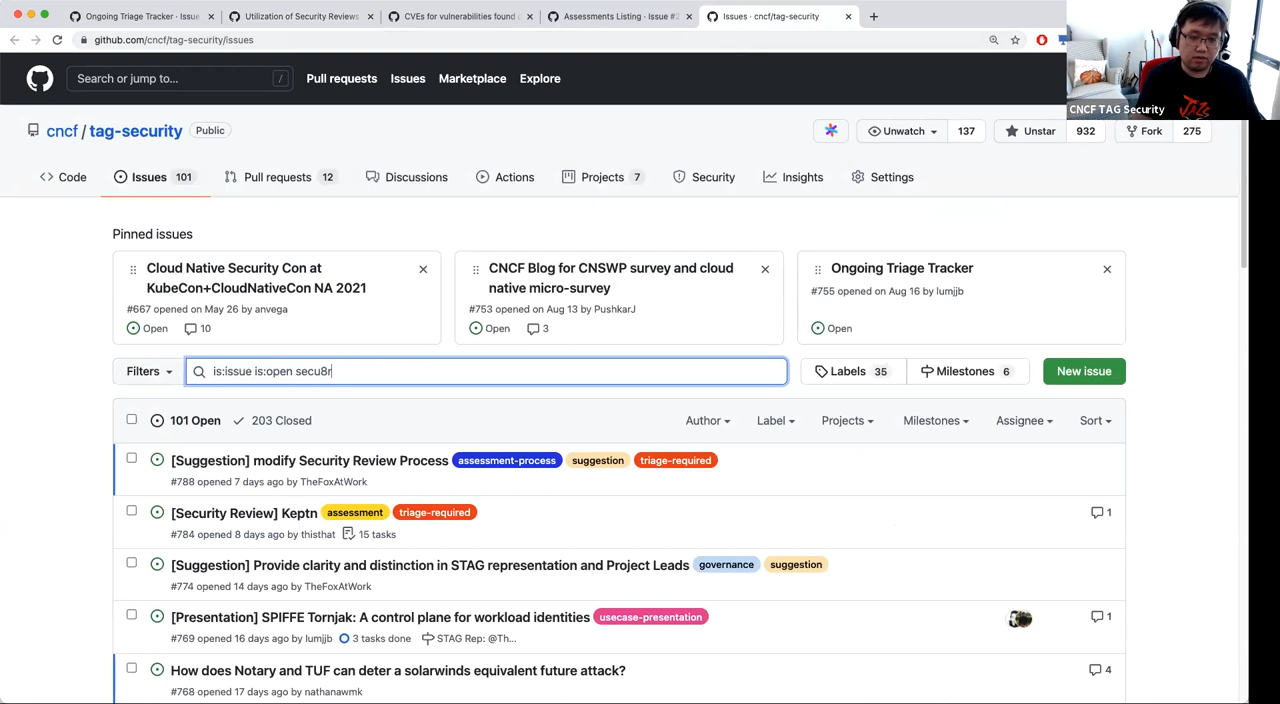 Ongoing Triage Tracker · Issue
Utilization of Security Reviews
CVEs for vulnerabilities found
Assessments Listing · Issue #2
Issues · cncf/tag-security
github.com/cncf/tag-security/issues
Search or jump to...
/
Pull requests
Issues
Marketplace
Explore
CNCF TAG Security
cncf / tag-security
Public
Unwatch
137
Unstar
932
Fork
275
<> Code
Issues 101
Pull requests 12
Discussions
Actions
Projects 7
Security
Insights
Settings
Pinned issues
Cloud Native Security Con at
KubeCon+CloudNativeCon NA 2021
#667 opened on May 26 by anvega
Open 10
CNCF Blog for CNSWP survey and cloud
native micro-survey
#753 opened on Aug 13 by PushkarJ
Open 3
Ongoing Triage Tracker
#755 opened on Aug 16 by lumjjb
Open
Filters
is:issue is:open secu8r
Labels 35
Milestones 6
New issue
101 Open
203 Closed
Author
Label
Projects
Milestones
Assignee
Sort
[Suggestion] modify Security Review Process assessment-process suggestion triage-required
#788 opened 7 days ago by TheFoxAtWork
[Security Review] Keptn assessment triage-required 1
#784 opened 8 days ago by thisthat 15 tasks
[Suggestion] Provide clarity and distinction in STAG representation and Project Leads governance suggestion
#774 opened 14 days ago by TheFoxAtWork
[Presentation] SPIFFE Tornjak: A control plane for workload identities usecase-presentation 1
#769 opened 16 days ago by lumjjb 3 tasks done STAG Rep: @Th...
How does Notary and TUF can deter a solarwinds equivalent future attack? 4
#768 opened 17 days ago by nathanawmk